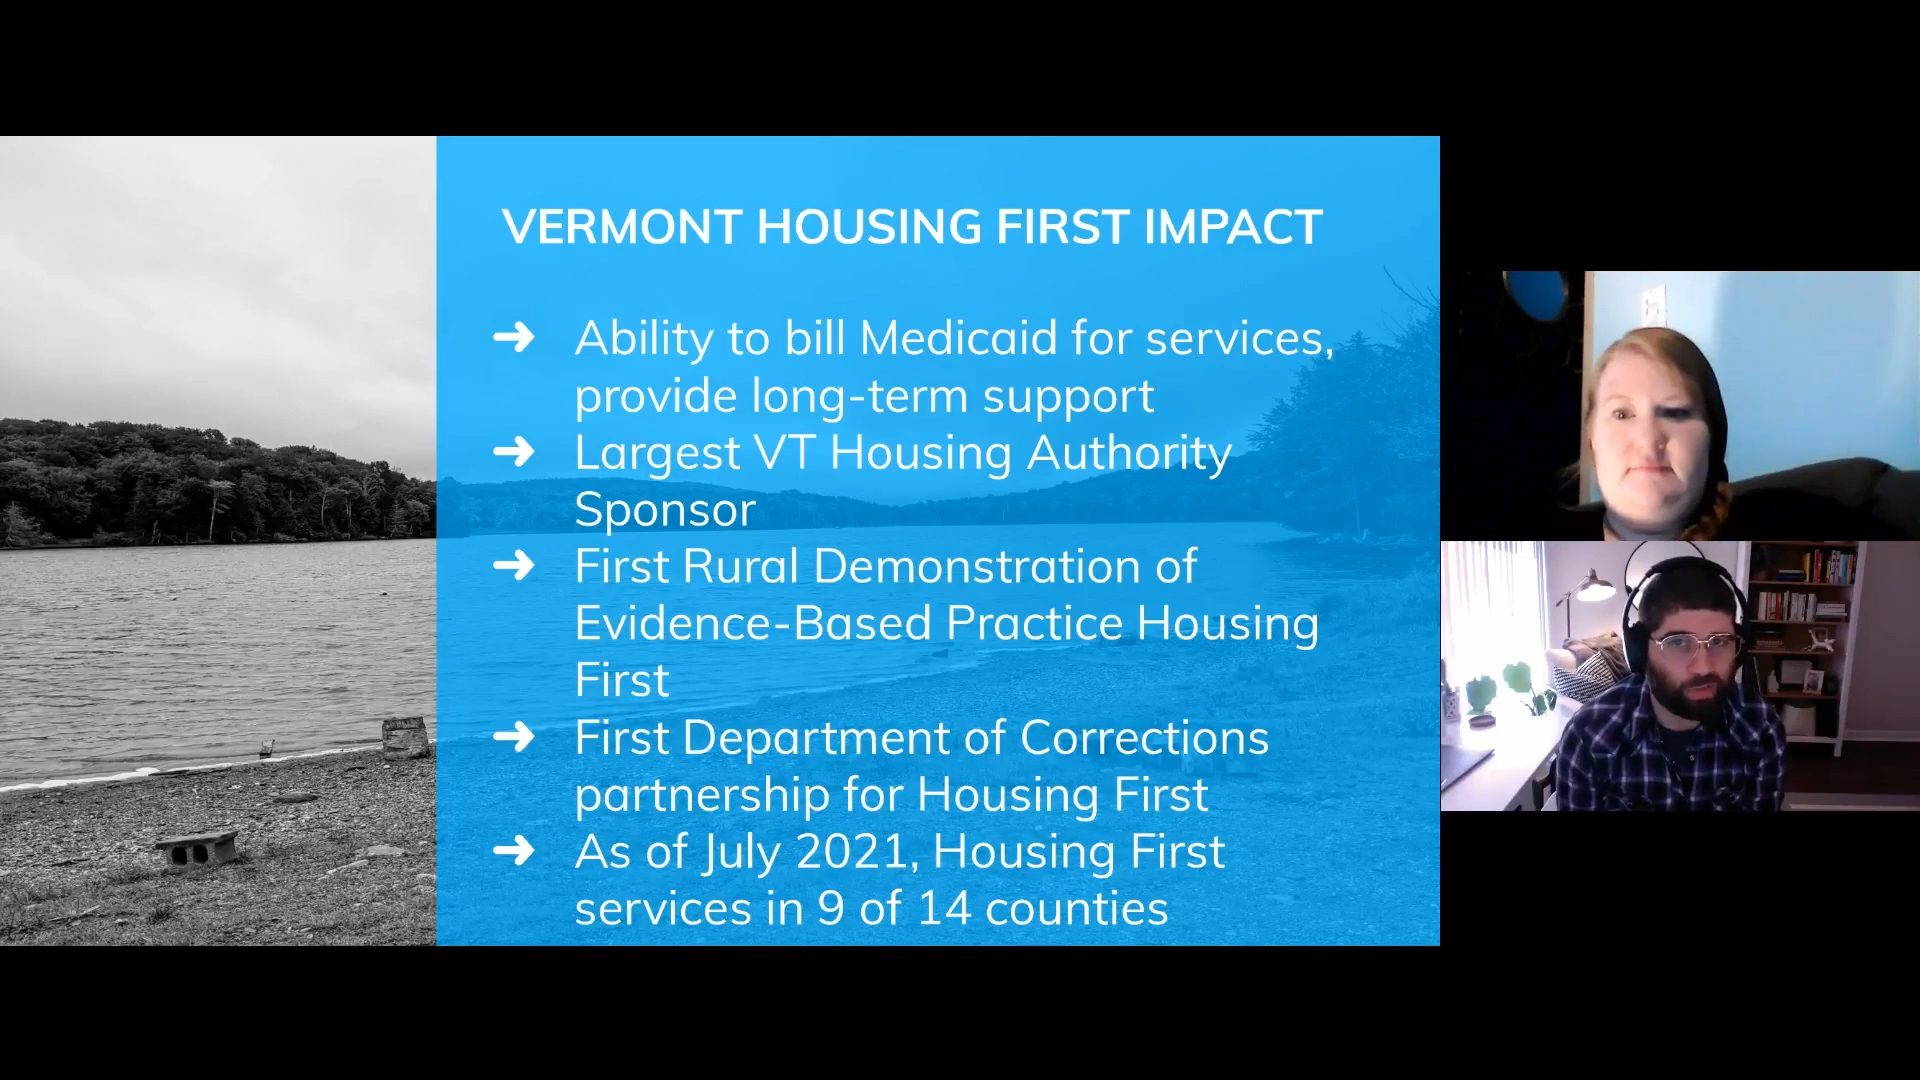 VERMONT HOUSING FIRST IMPACT
➜ Ability to bill Medicaid for services,
provide long-term support
➜ Largest VT Housing Authority
Sponsor
➜ First Rural Demonstration of
Evidence-Based Practice Housing
First
➜ First Department of Corrections
partnership for Housing First
➜ As of July 2021, Housing First
services in 9 of 14 counties